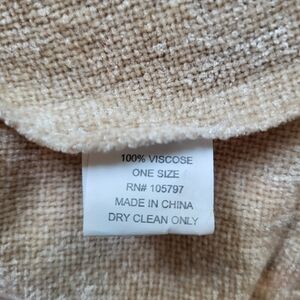 100% VISCOSE
ONE SIZE
RN# 105797
MADE IN CHINA
DRY CLEAN ONLY